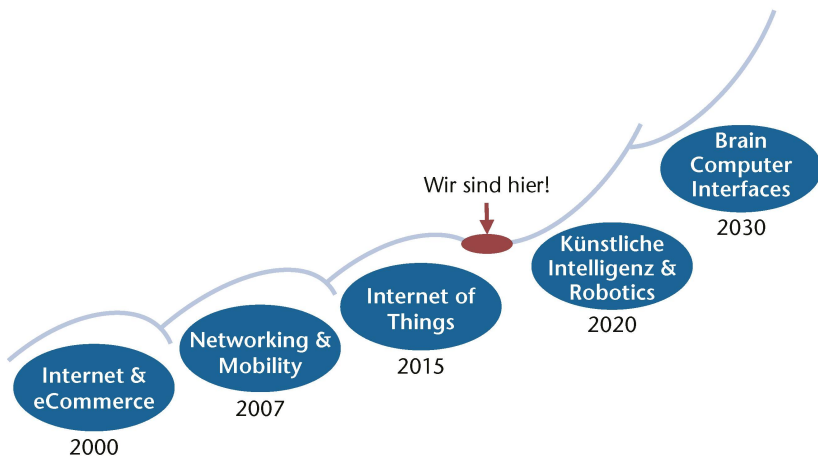 Internet &
eCommerce
2000
Networking &
Mobility
2007
Internet of
Things
2015
Wir sind hier!
Künstliche
Intelligenz &
Robotics
2020
Brain
Computer
Interfaces
2030